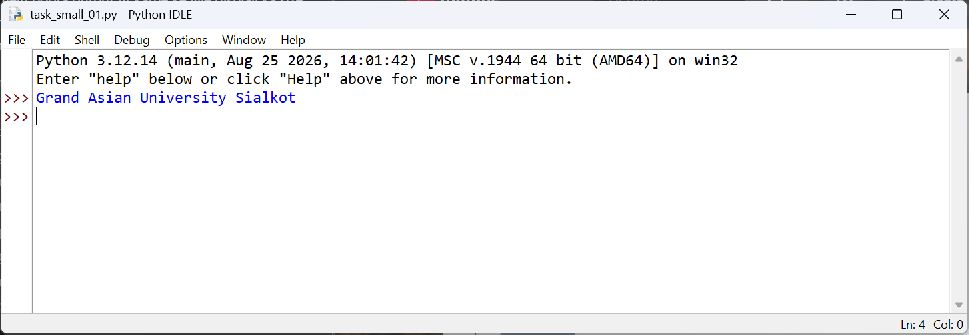 task_small_01.py - Python IDLE
File Edit Shell Debug Options Window Help
Python 3.12.14 (main, Aug 25 2026, 14:01:42) [MSC v.1944 64 bit (AMD64)] on win32
Enter "help" below or click "Help" above for more information.
>>> Grand Asian University Sialkot
>>>
Ln: 4 Col: 0